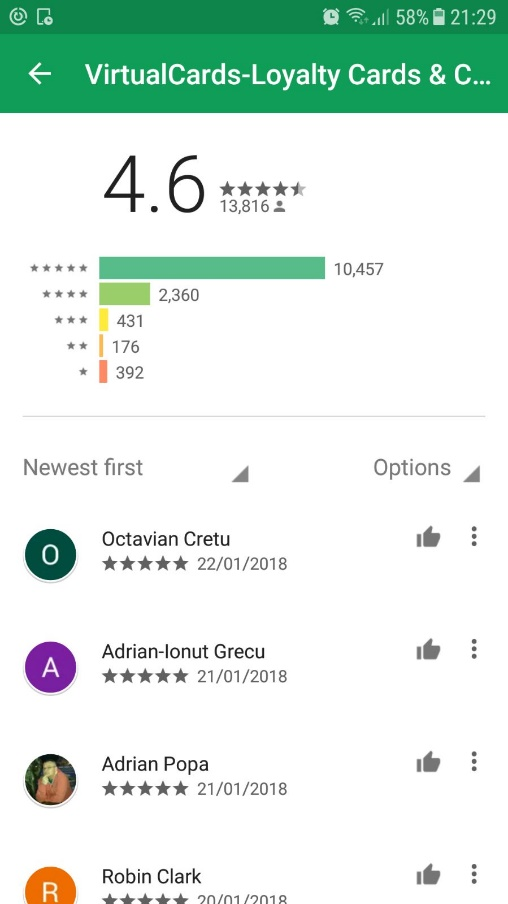 58% 21:29
VirtualCards-Loyalty Cards & C...
4.6
13,816
10,457
2,360
431
176
392
Newest first
Options
O
Octavian Cretu
22/01/2018
A
Adrian-Ionut Grecu
21/01/2018
Adrian Popa
21/01/2018
R
Robin Clark
20/01/2018